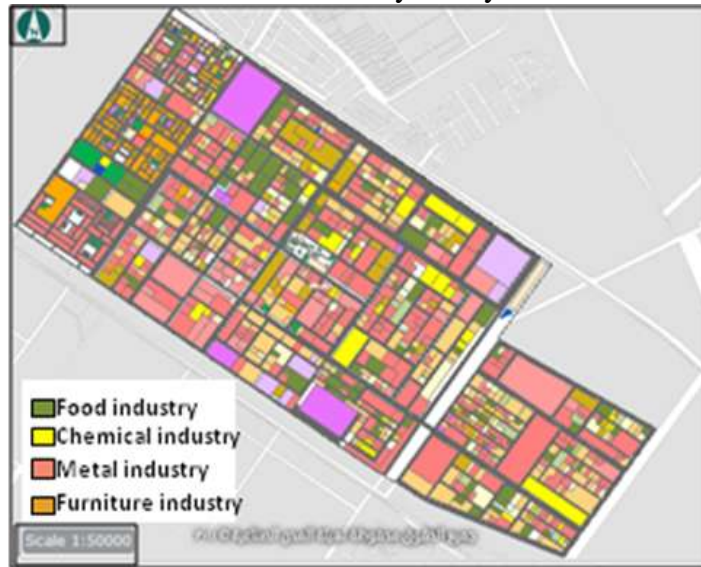 N
Food industry
Chemical industry
Metal industry
Furniture industry
Scale 1:50000